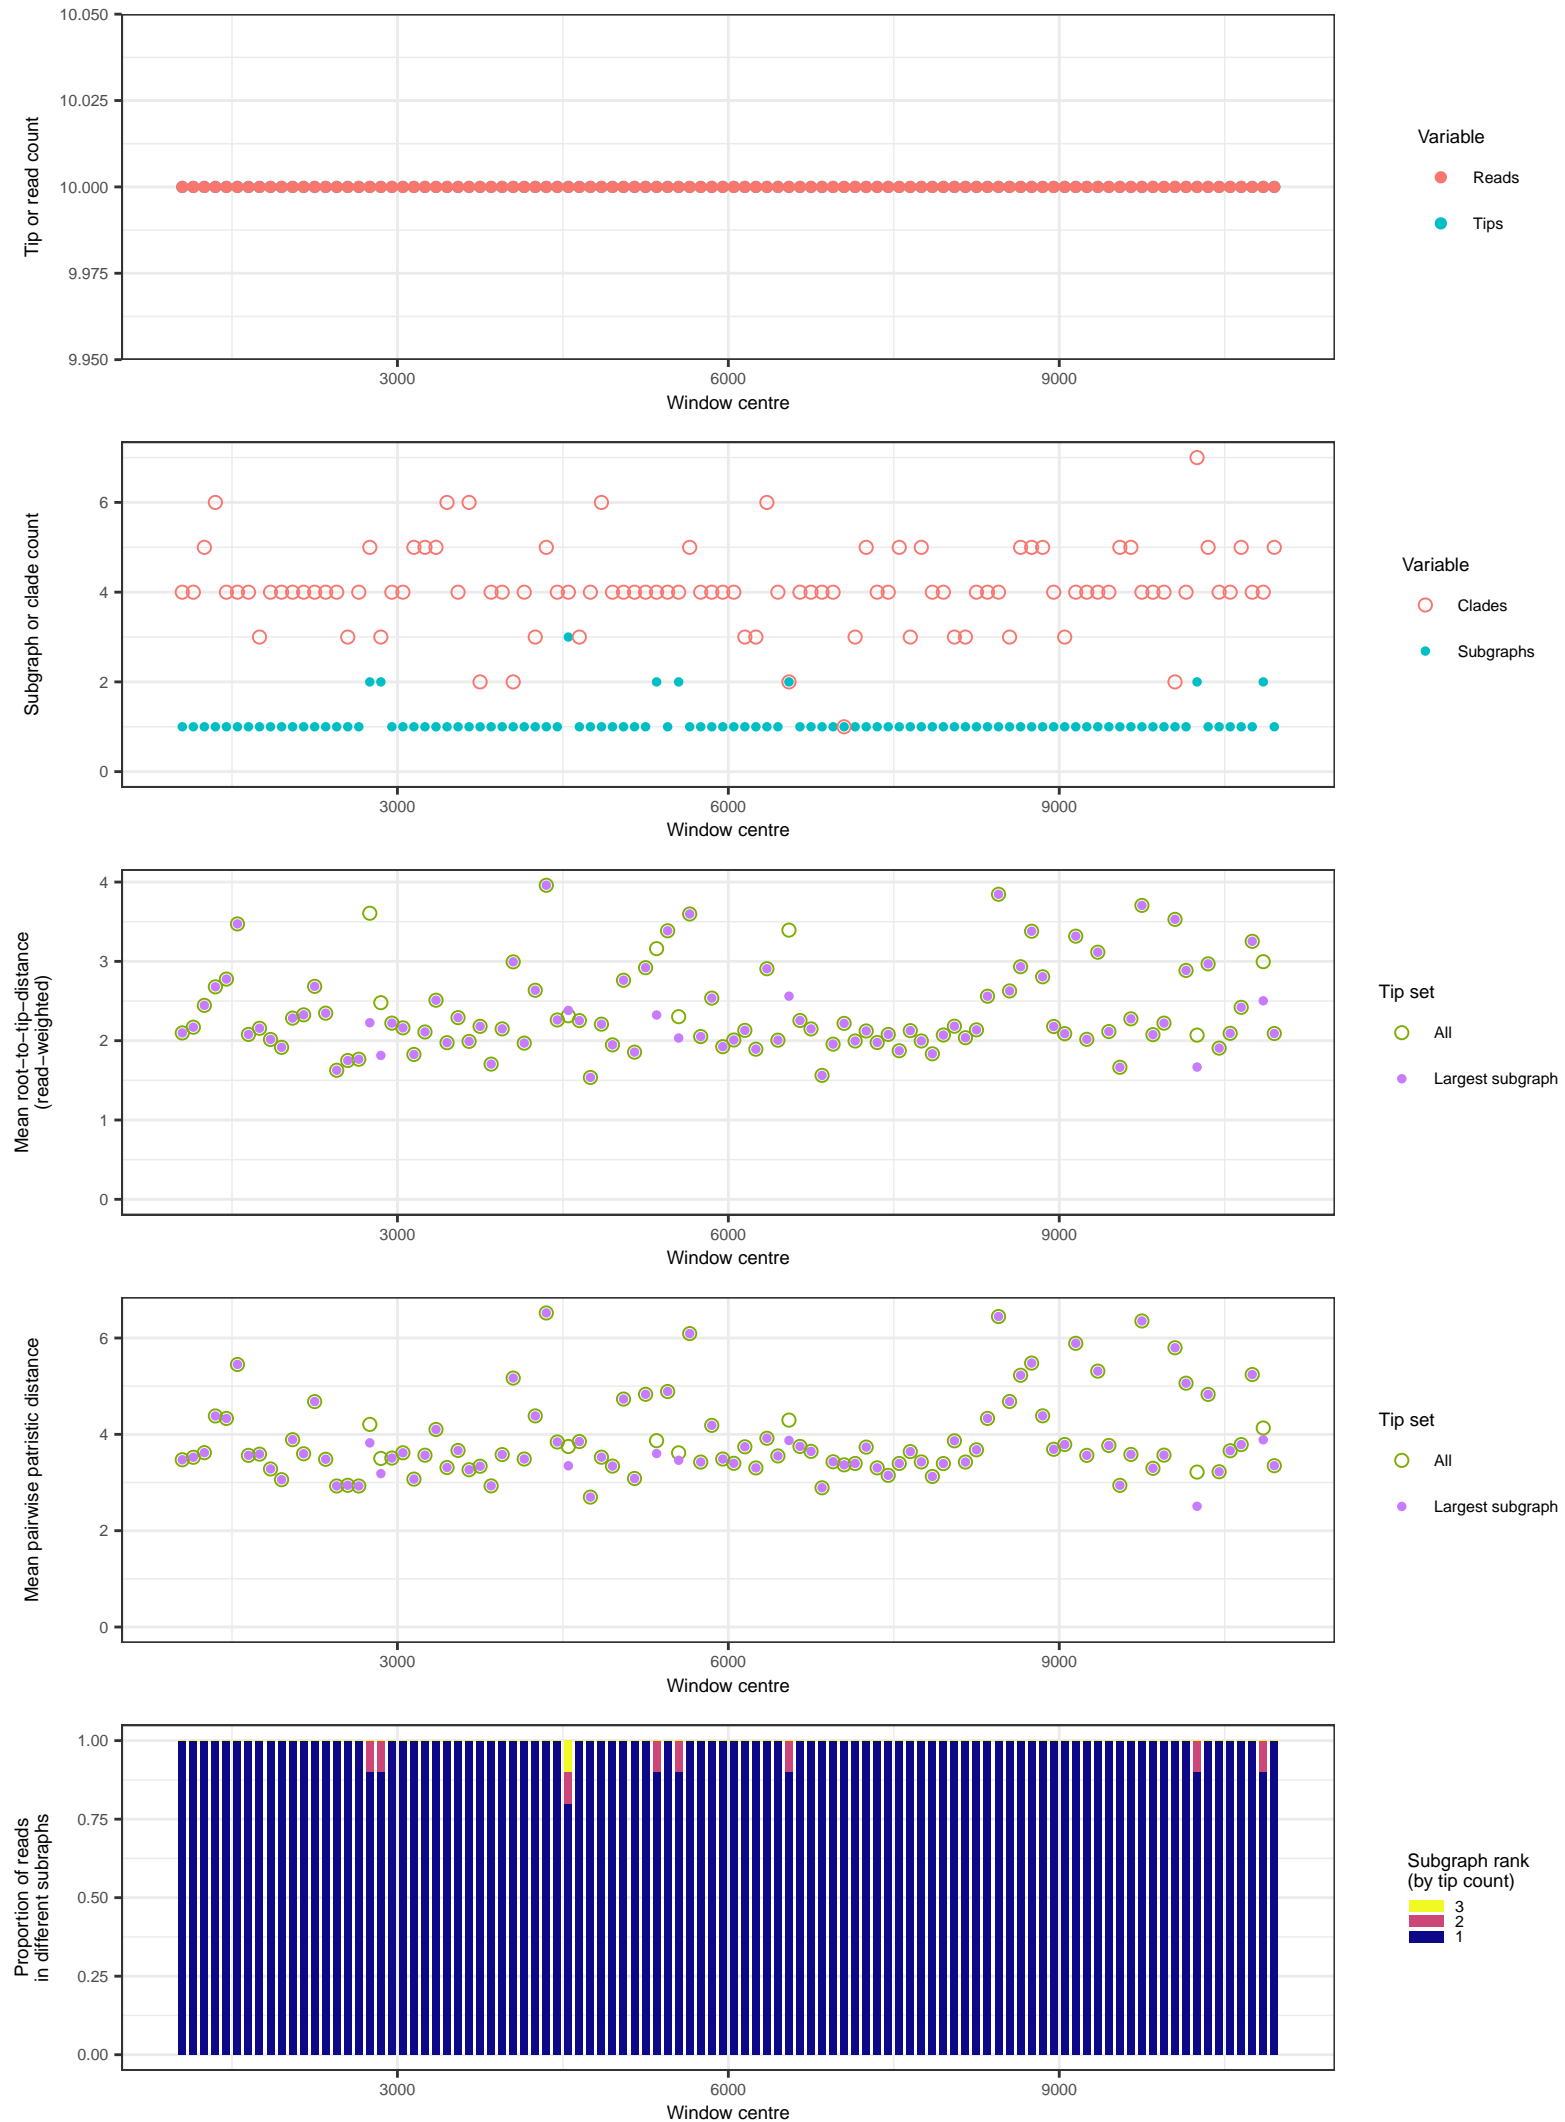 10.050
10.025
10.000
9.975
9.950
Tip or read count
3000 6000 9000
Window centre
Variable
Reads
Tips
6
4
2
0
Subgraph or clade count
3000 6000 9000
Window centre
Variable
Clades
Subgraphs
4
3
2
1
0
Mean root−to−tip−distance
(read−weighted)
3000 6000 9000
Window centre
Tip set
All
Largest subgraph
6
4
2
0
Mean pairwise patristic distance
3000 6000 9000
Window centre
Tip set
All
Largest subgraph
1.00
0.75
0.50
0.25
0.00
Proportion of reads
in different subraphs
3000 6000 9000
Window centre
Subgraph rank
(by tip count)
3
2
1